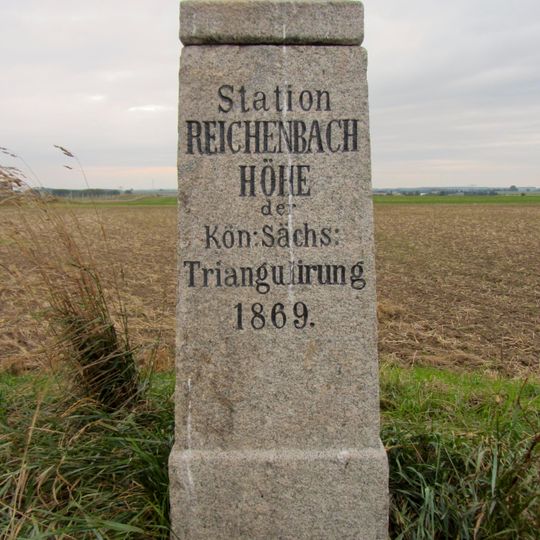 Station
REICHENBACH
HÖHE
der
Kön: Sächs:
Triangulirung
1869.